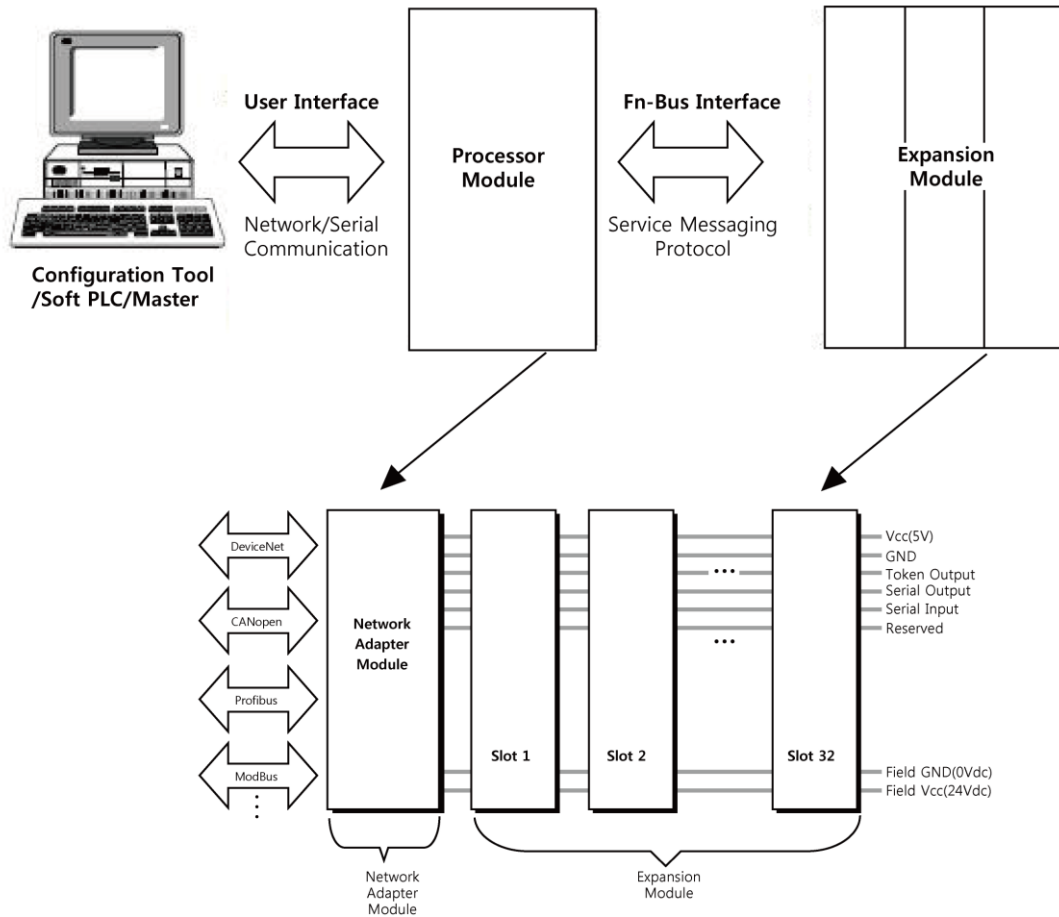 User Interface
Network/Serial
Communication
Configuration Tool
/Soft PLC/Master
Processor
Module
Fn-Bus Interface
Service Messaging
Protocol
Expansion
Module
DeviceNet
CANopen
Profibus
ModBus
Network
Adapter
Module
Slot 1
Slot 2
Slot 32
Vcc(5V)
GND
Token Output
Serial Output
Serial Input
Reserved
Field GND(0Vdc)
Field Vcc(24Vdc)
Network
Adapter
Module
Expansion
Module